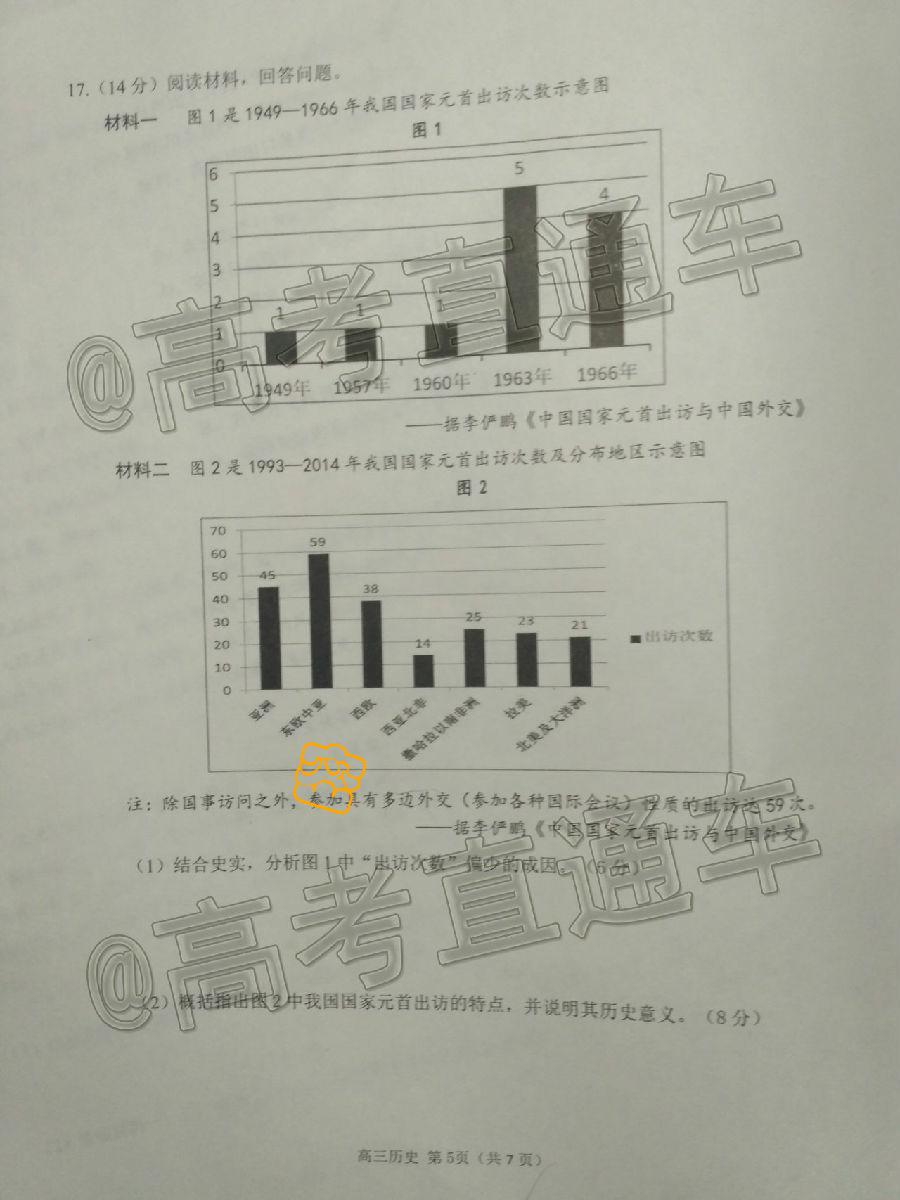 17.（14分）阅读材料，回答问题。
材料一 图1是1949—1966年我国国家元首出访次数示意图
图1
6
5
4
3
2
1
0
1
1
1
5
4
1949年 1957年 1960年 1963年 1966年
——据李俨鹏《中国国家元首出访与中国外交》
材料二 图2是1993—2014年我国国家元首出访次数及分布地区示意图
图2
70
60
50
40
30
20
10
0
45
59
38
14
25
23
21
出访次数
亚洲
东欧中亚
西欧
西亚北非
撒哈拉以南非洲
拉美
北美及大洋洲
注：除国事访问之外，参加具有多边外交（参加各种国际会议）性质的出访达59次。
——据李俨鹏《中国国家元首出访与中国外交》
（1）结合史实，分析图1中“出访次数”偏少的成因。（6分）
（2）概括指出图2中我国国家元首出访的特点，并说明其历史意义。（8分）
高三历史 第5页（共7页）
@高考直通车
@高考直通车